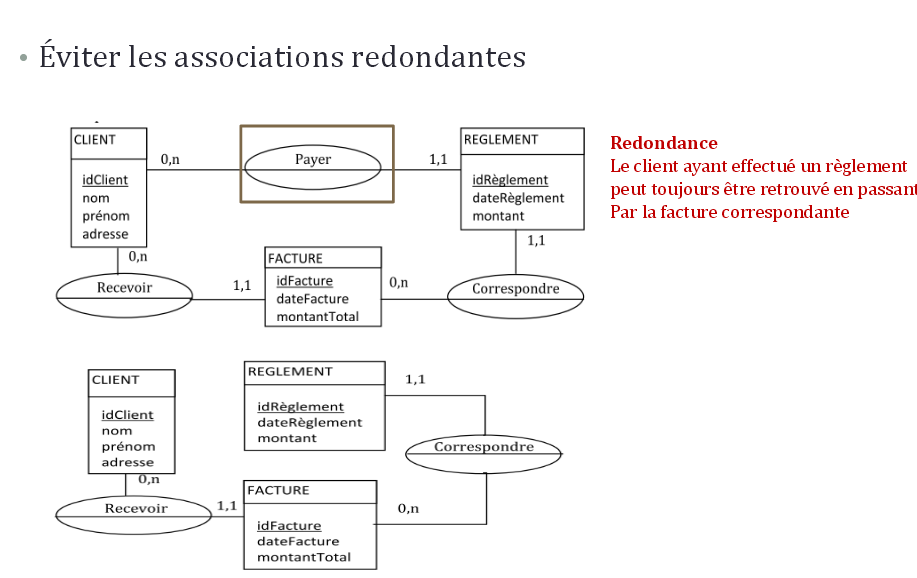 • Éviter les associations redondantes
CLIENT
idClient
nom
prénom
adresse
0,n
Payer
1,1
REGLEMENT
idRèglement
dateRèglement
montant
Redondance
Le client ayant effectué un règlement
peut toujours être retrouvé en passant
Par la facture correspondante
0,n
Recevoir
1,1
FACTURE
idFacture
dateFacture
montantTotal
0,n
1,1
Correspondre
CLIENT
idClient
nom
prénom
adresse
0,n
Recevoir
1,1
REGLEMENT
idRèglement
dateRèglement
montant
1,1
Correspondre
FACTURE
idFacture
dateFacture
montantTotal
0,n